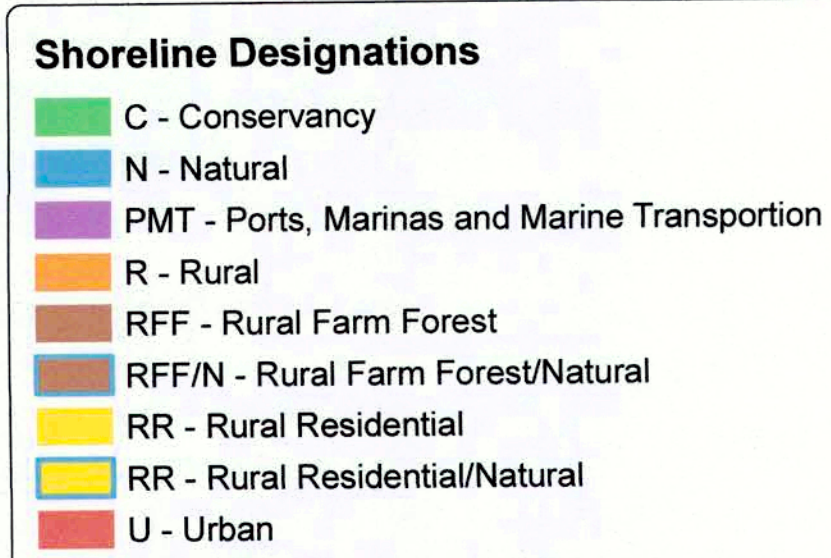 Shoreline Designations
C - Conservancy
N - Natural
PMT - Ports, Marinas and Marine Transportion
R - Rural
RFF - Rural Farm Forest
RFF/N - Rural Farm Forest/Natural
RR - Rural Residential
RR - Rural Residential/Natural
U - Urban